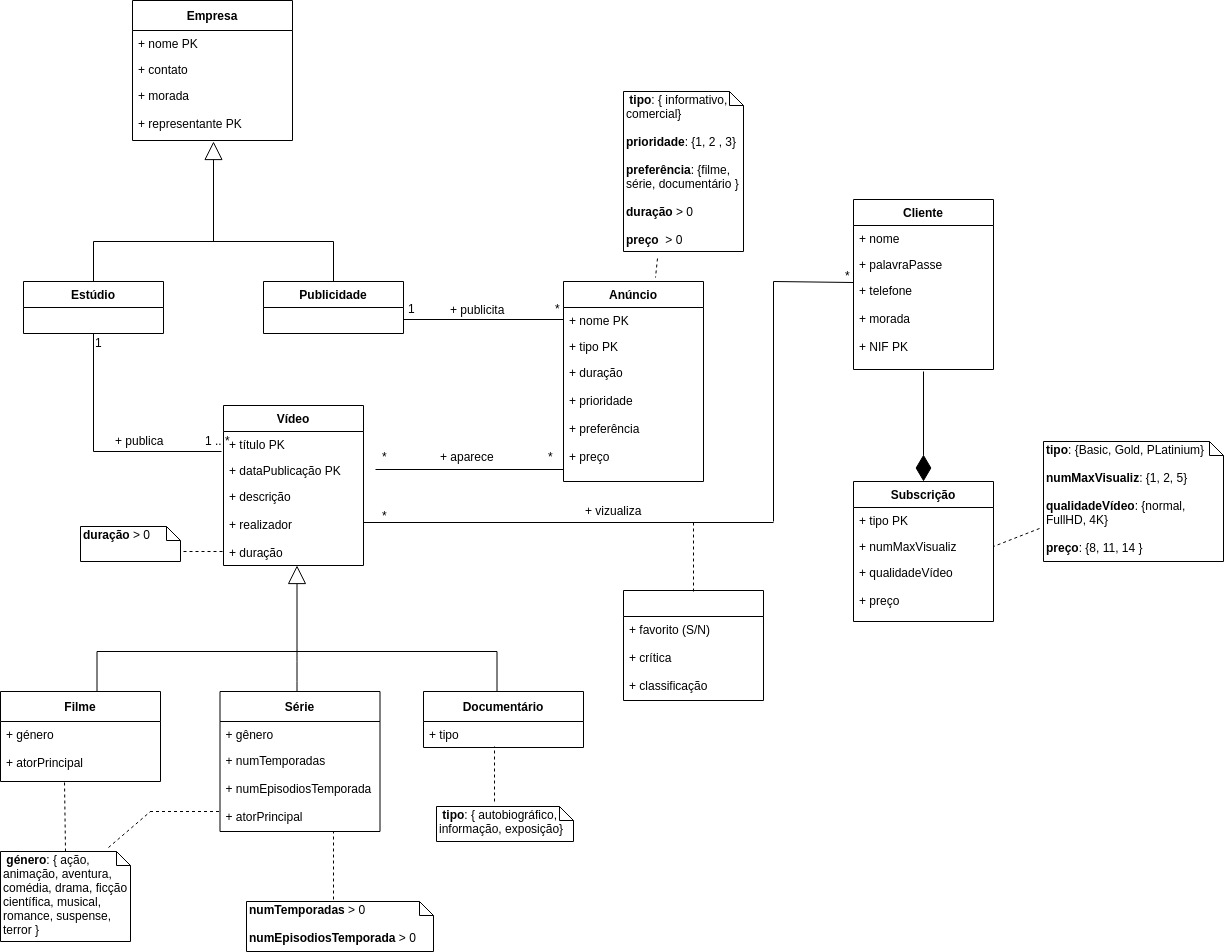 Empresa
+ nome PK
+ contato
+ morada
+ representante PK
tipo: { informativo,
comercial}
prioridade: {1, 2 , 3}
preferência: {filme,
série, documentário }
duração > 0
preço  > 0
Cliente
+ nome
+ palavraPasse
+ telefone
+ morada
+ NIF PK
*
Estúdio
Publicidade
1
+ publicita
*
Anúncio
+ nome PK
+ tipo PK
+ duração
+ prioridade
+ preferência
+ preço
1
+ publica
1 .. *
Vídeo
+ título PK
+ dataPublicação PK
+ descrição
+ realizador
+ duração
*
+ aparece
*
*
+ vizualiza
duração > 0
Subscrição
+ tipo PK
+ numMaxVisualiz
+ qualidadeVídeo
+ preço
tipo: {Basic, Gold, PLatinium}
numMaxVisualiz: {1, 2, 5}
qualidadeVídeo: {normal,
FullHD, 4K}
preço: {8, 11, 14 }
+ favorito (S/N)
+ crítica
+ classificação
Filme
+ género
+ atorPrincipal
Série
+ gênero
+ numTemporadas
+ numEpisodiosTemporada
+ atorPrincipal
Documentário
+ tipo
tipo: { autobiográfico,
informação, exposição}
género: { ação,
animação, aventura,
comédia, drama, ficção
científica, musical,
romance, suspense,
terror }
numTemporadas > 0
numEpisodiosTemporada > 0